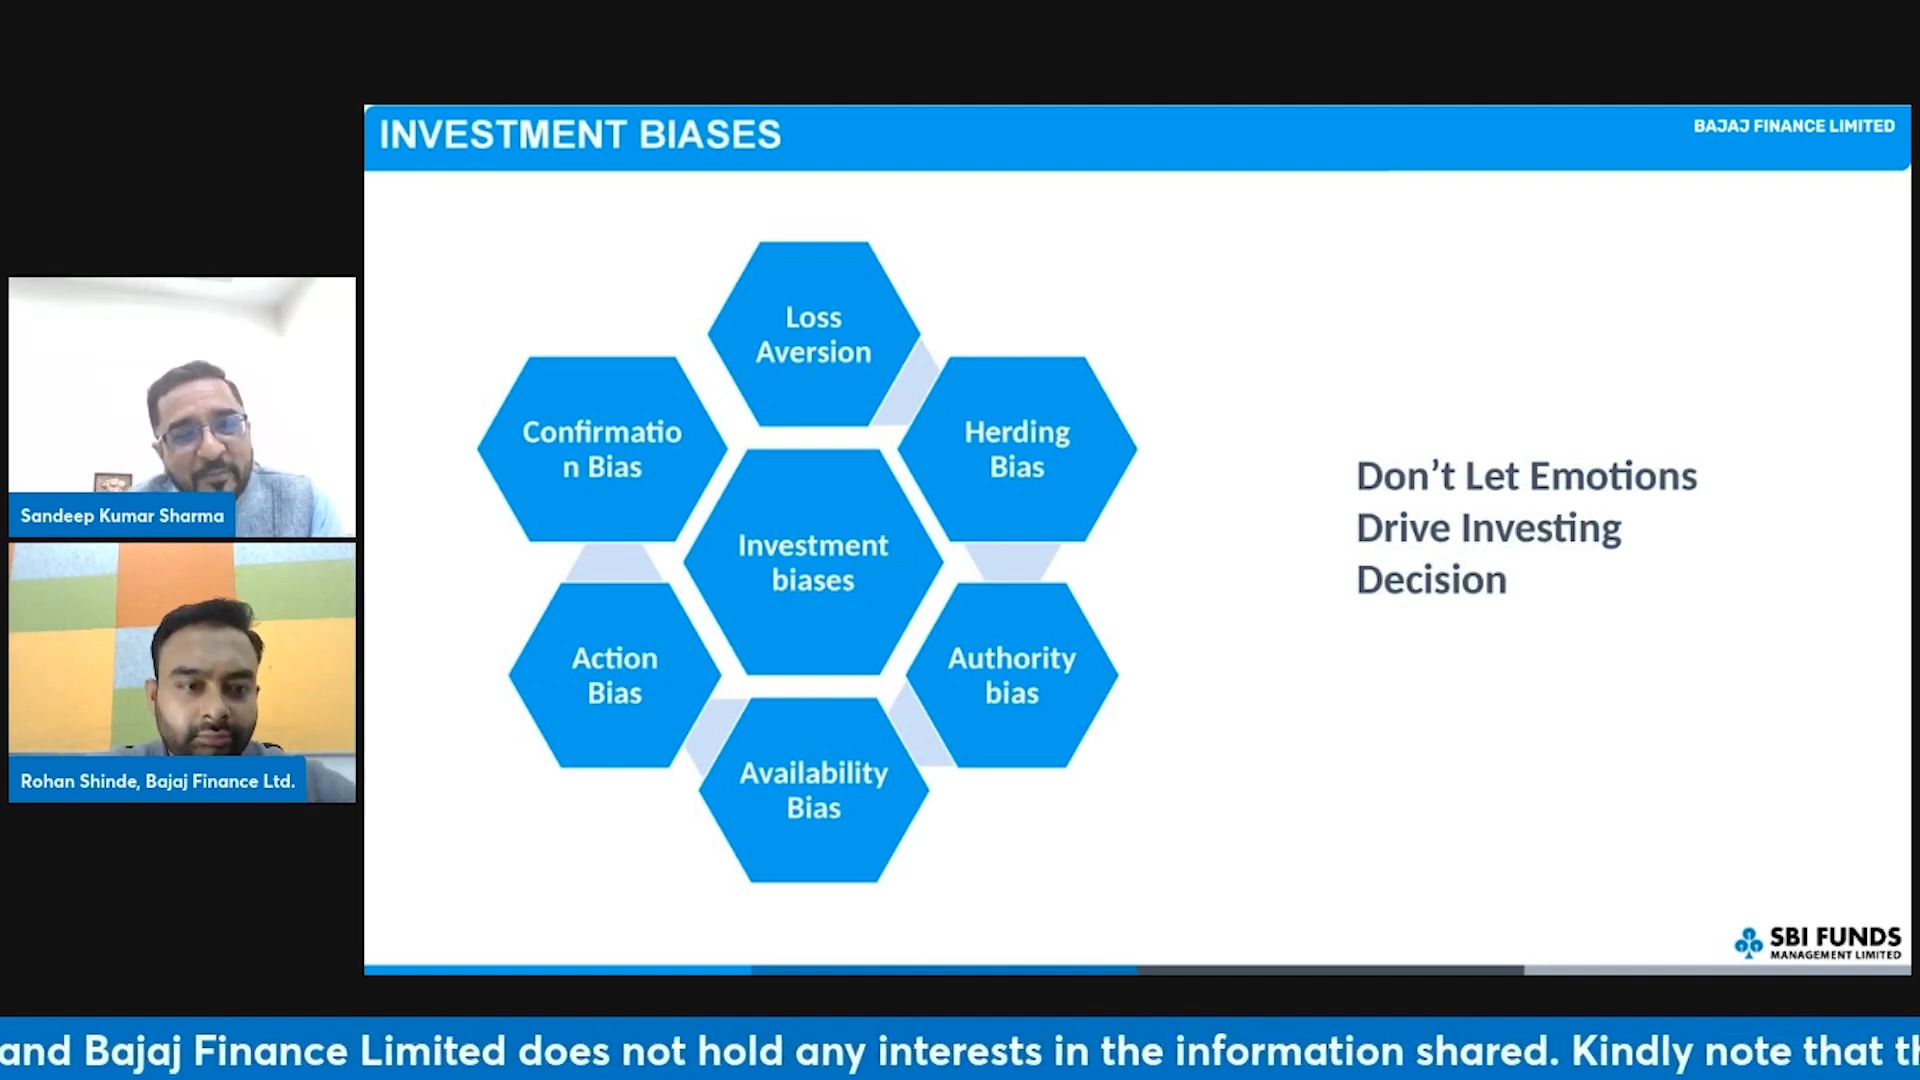 INVESTMENT BIASES
BAJAJ FINANCE LIMITED
Loss
Aversion
Confirmatio
n Bias
Herding
Bias
Investment
biases
Action
Bias
Authority
bias
Availability
Bias
Don’t Let Emotions
Drive Investing
Decision
Sandeep Kumar Sharma
Rohan Shinde, Bajaj Finance Ltd.
SBI FUNDS
MANAGEMENT LIMITED
and Bajaj Finance Limited does not hold any interests in the information shared. Kindly note that